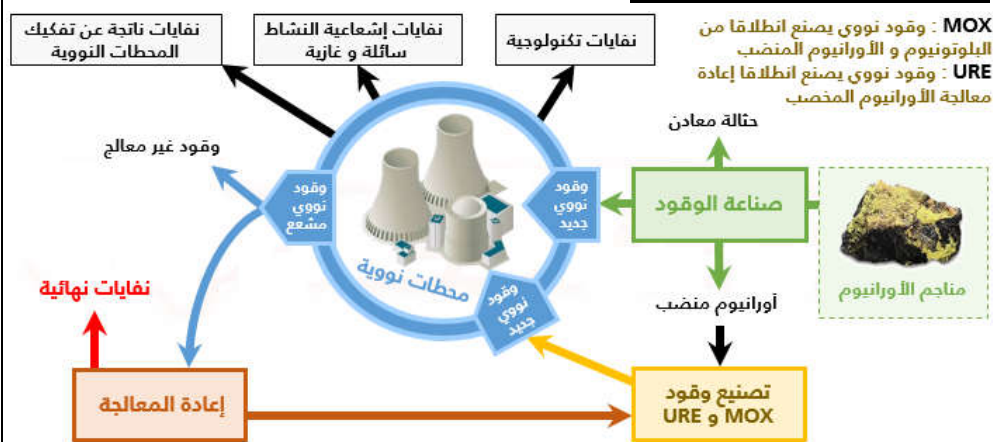 MOX : وقود نووي يصنع انطلاقا من
البلوتونيوم و الأورانيوم المنضب
URE : وقود نووي يصنع انطلاقا إعادة
معالجة الأورانيوم المخصب
نفايات تكنولوجية
نفايات إشعاعية النشاط
سائلة و غازية
نفايات ناتجة عن تفكيك
المحطات النووية
حثالة معادن
وقود غير معالج
مناجم الأورانيوم
صناعة الوقود
وقود
نووي
جديد
وقود
نووي
مشعع
محطات نووية
وقود
نووي
جديد
أورانيوم منضب
نفايات نهائية
تصنيع وقود
MOX و URE
إعادة المعالجة